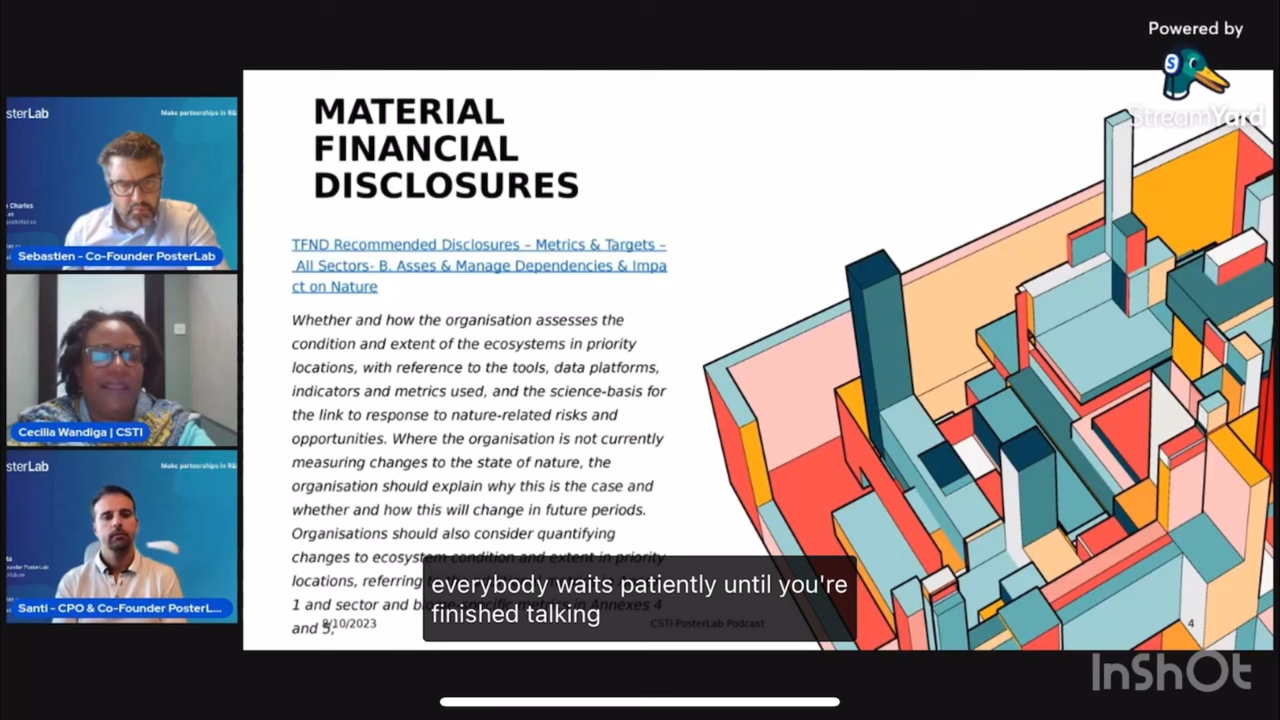 Powered by
StreamYard
sterLab
Make partnerships in R&
Charles
Sebastien - Co-Founder PosterLab
Cecilia Wandiga | CSTI
sterLab
Make partnerships in R&
Santi - CPO & Co-Founder PosterL...
MATERIAL
FINANCIAL
DISCLOSURES
TFND Recommended Disclosures – Metrics & Targets –
All Sectors- B. Asses & Manage Dependencies & Impa
ct on Nature
Whether and how the organisation assesses the
condition and extent of the ecosystems in priority
locations, with reference to the tools, data platforms,
indicators and metrics used, and the science-basis for
the link to response to nature-related risks and
opportunities. Where the organisation is not currently
measuring changes to the state of nature, the
organisation should explain why this is the case and
whether and how this will change in future periods.
Organisations should also consider quantifying
changes to ecosystem condition and extent in priority
locations, referring
1 and sector and biome-specific metrics in Annexes 4
and 5,
8/10/2023
CSTI-PosterLab Podcast
4
everybody waits patiently until you're
finished talking
InShOt